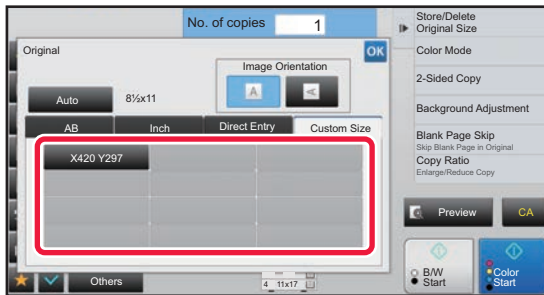 No. of copies 1
Original
OK
Image Orientation
A A
Auto 8½x11
AB Inch Direct Entry Custom Size
X420 Y297
Others
4 11x17
Store/Delete
Original Size
Color Mode
2-Sided Copy
Background Adjustment
Blank Page Skip
Skip Blank Page in Original
Copy Ratio
Enlarge/Reduce Copy
Preview
CA
B/W
Start
Color
Start